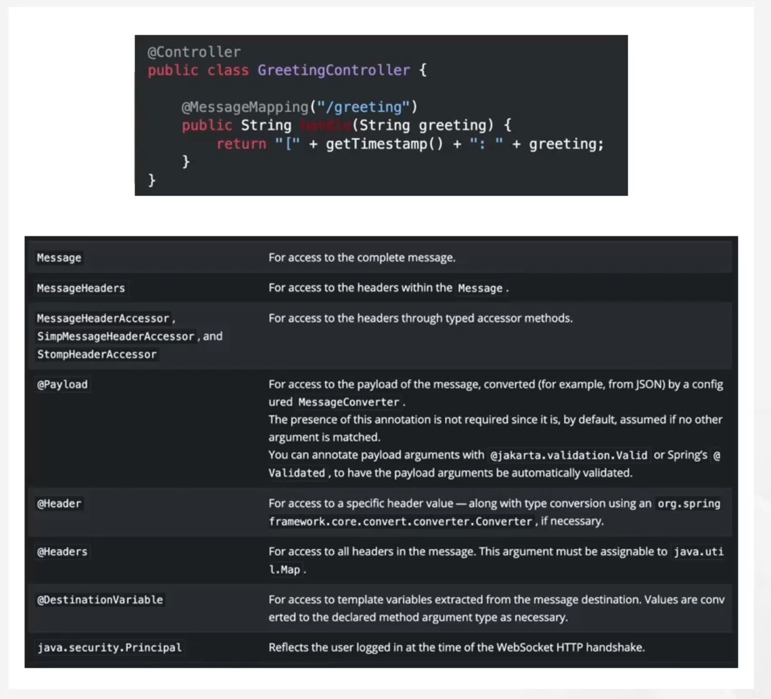 @Controller
public class GreetingController {
@MessageMapping("/greeting")
public String handle(String greeting) {
return "[" + getTimestamp() + ": " + greeting;
}
}
Message For access to the complete message.
MessageHeaders For access to the headers within the Message .
MessageHeaderAccessor , For access to the headers through typed accessor methods.
SimpMessageHeaderAccessor , and
StompHeaderAccessor
@Payload For access to the payload of the message, converted (for example, from JSON) by a config
ured MessageConverter .
The presence of this annotation is not required since it is, by default, assumed if no other
argument is matched.
You can annotate payload arguments with @jakarta.validation.Valid or Spring's @
Validated , to have the payload arguments be automatically validated.
@Header For access to a specific header value — along with type conversion using an org.spring
framework.core.convert.converter.Converter , if necessary.
@Headers For access to all headers in the message. This argument must be assignable to java.uti
l.Map .
@DestinationVariable For access to template variables extracted from the message destination. Values are conv
erted to the declared method argument type as necessary.
java.security.Principal Reflects the user logged in at the time of the WebSocket HTTP handshake.